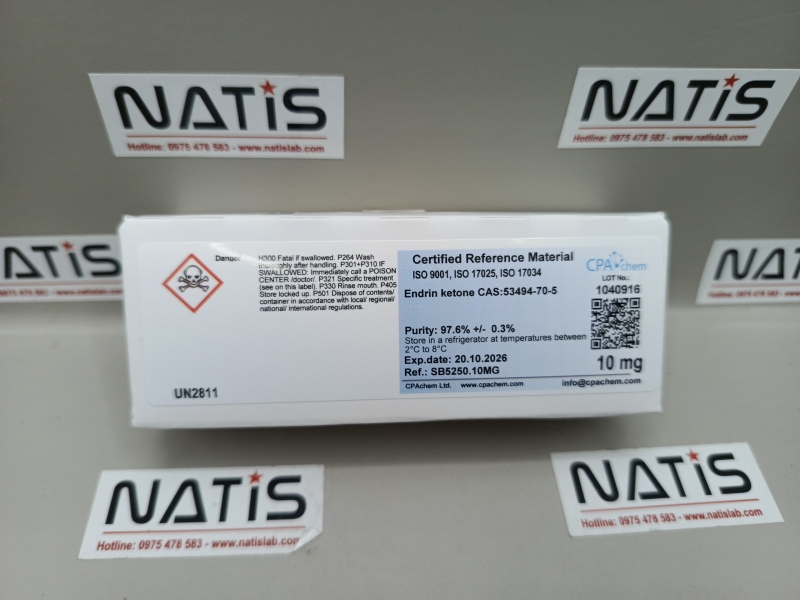 NATIS
Hotline: 0975 478 583 - www.natislab.com
NATIS
Hotline: 0975 478 583 - www.natislab.com
Danger
H300 Fatal if swallowed. P264 Wash
thoroughly after handling. P301+P310 IF
SWALLOWED: Immediately call a POISON
CENTER /doctor/. P321 Specific treatment
(see on this label). P330 Rinse mouth. P405
Store locked up. P501 Dispose of contents/
container in accordance with local/ regional/
national/ international regulations.
UN2811
Certified Reference Material
ISO 9001, ISO 17025, ISO 17034
Endrin ketone CAS:53494-70-5
Purity: 97.6% +/- 0.3%
Store in a refrigerator at temperatures between
2°C to 8°C
Exp.date: 20.10.2026
Ref.: SB5250.10MG
CPAchem Ltd. www.cpachem.com
CPAchem
LOT No.:
1040916
10 mg
info@cpachem.com
NATIS
Hotline: 0975 478 583 - www.natislab.com
NATIS
Hotline: 0975 478 583 - www.natislab.com